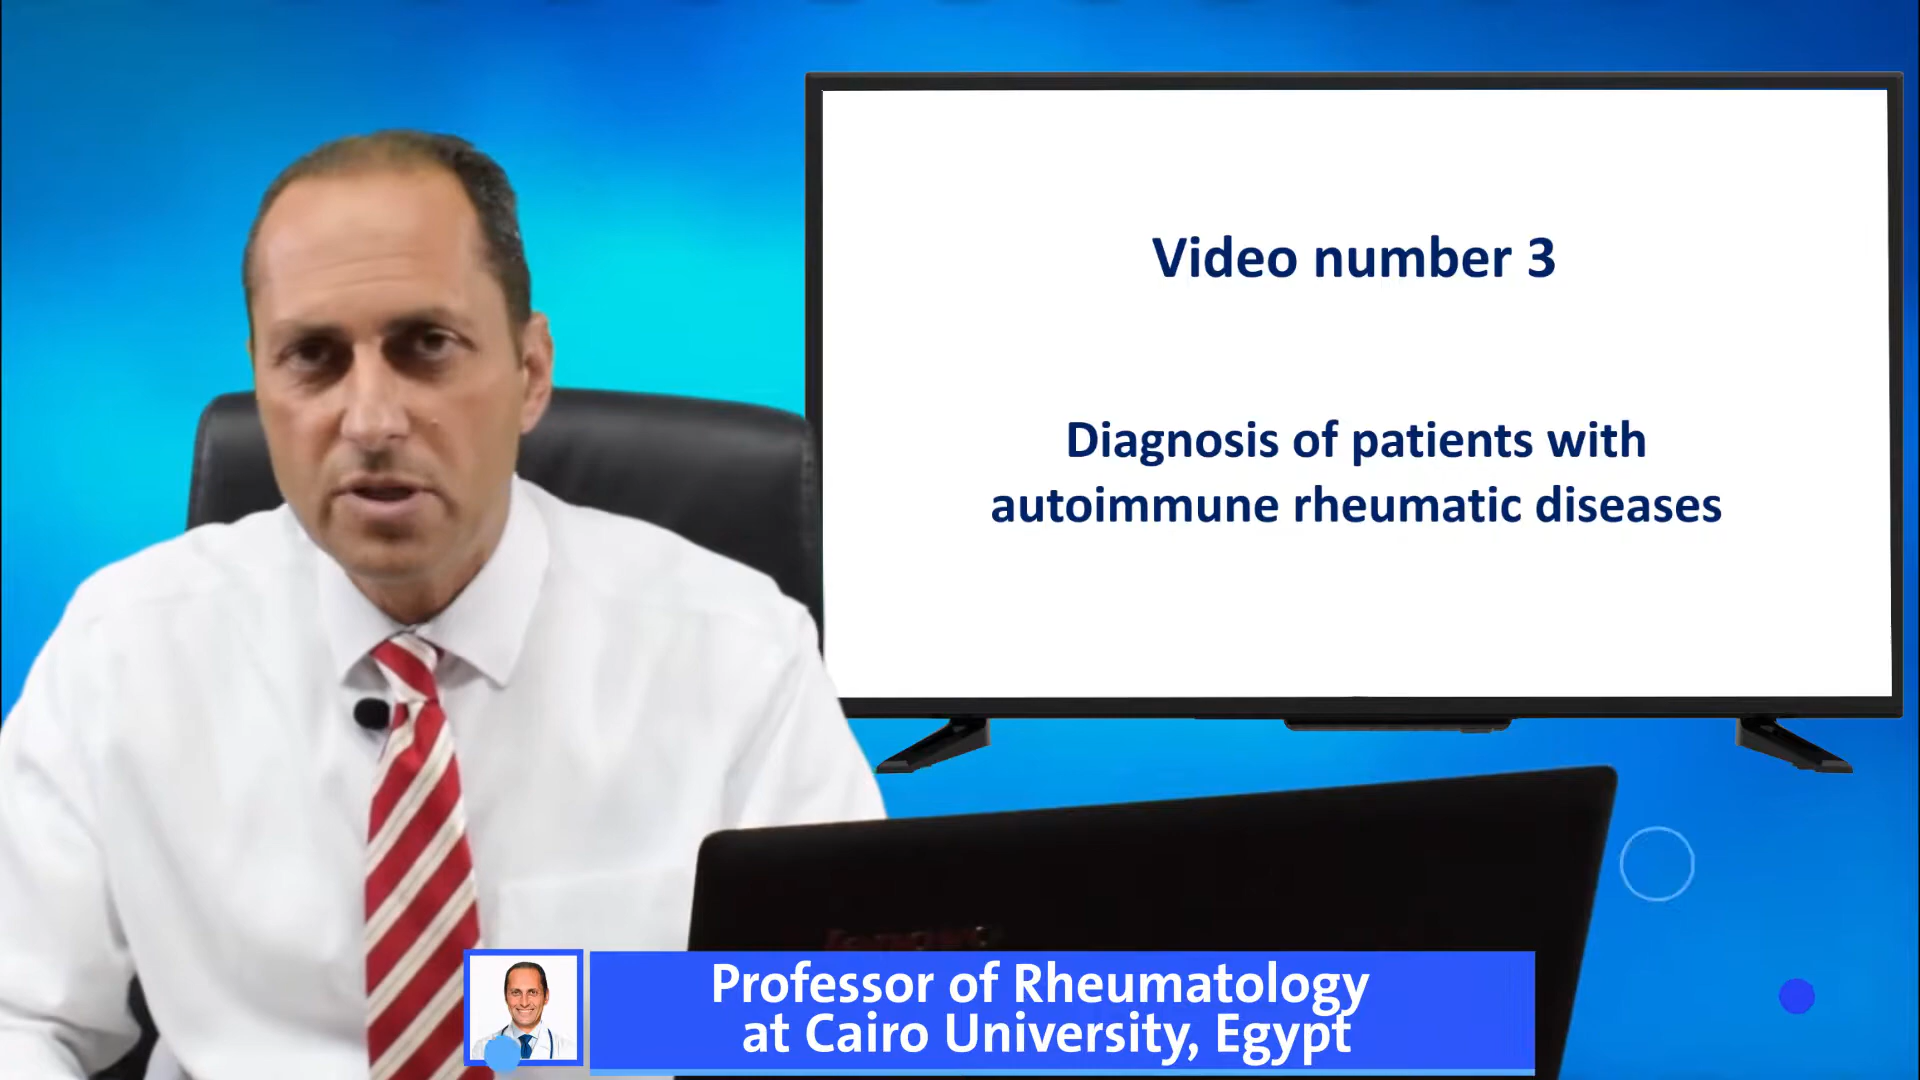 Video number 3
Diagnosis of patients with
autoimmune rheumatic diseases
Professor of Rheumatology
at Cairo University, Egypt